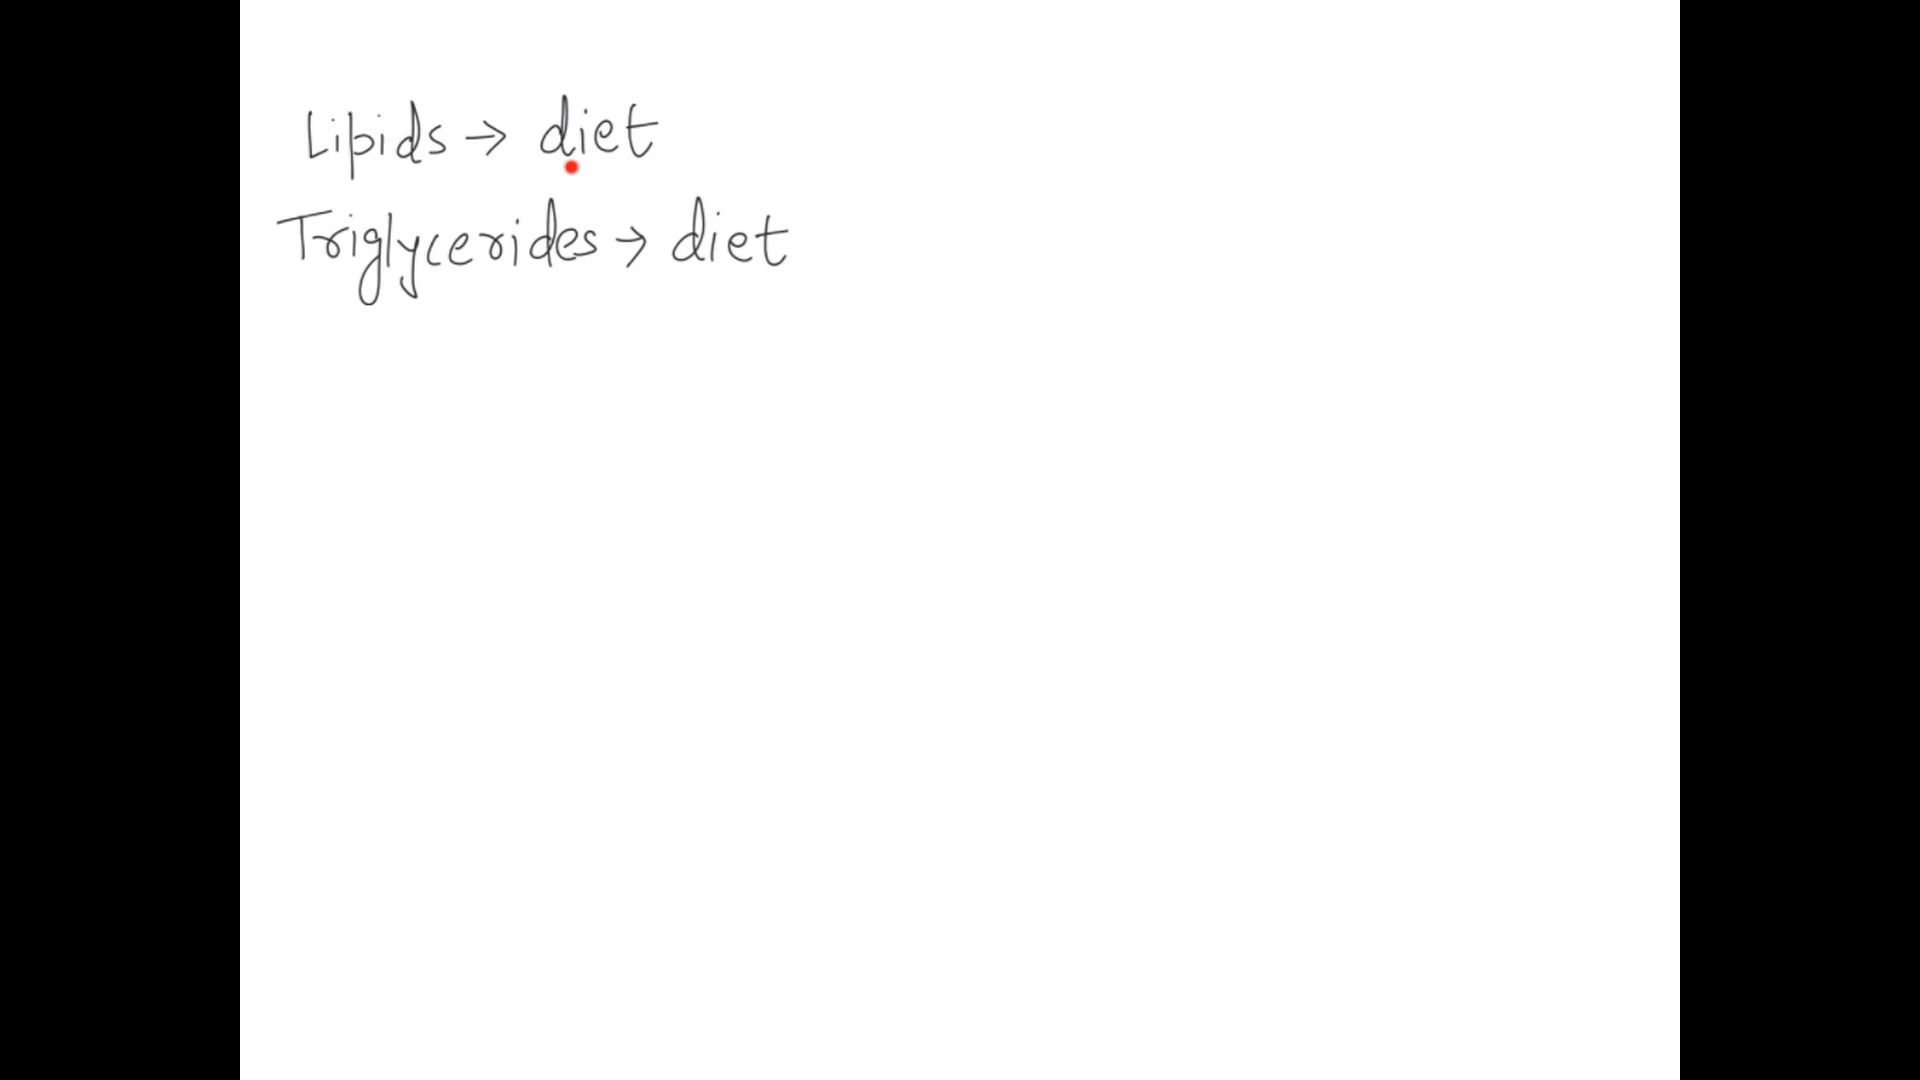 Lipids → diet
Triglycerides → diet